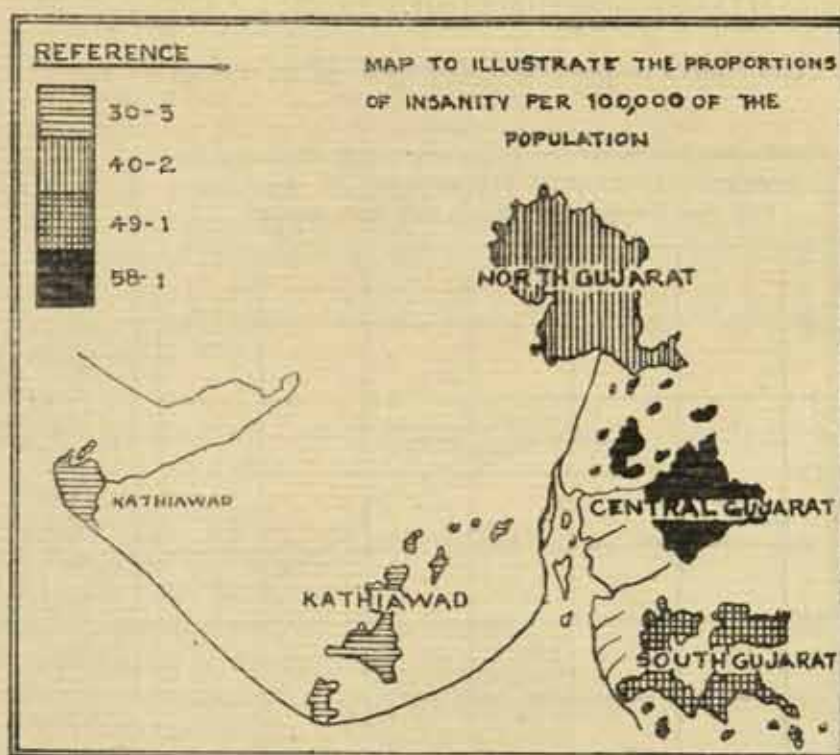 REFERENCE
30-3
40-2
49-1
58-1
MAP TO ILLUSTRATE THE PROPORTIONS
OF INSANITY PER 100,000 OF THE
POPULATION
NORTH GUJARAT
KATHIAWAD
CENTRAL GUJARAT
KATHIAWAD
SOUTH GUJARAT